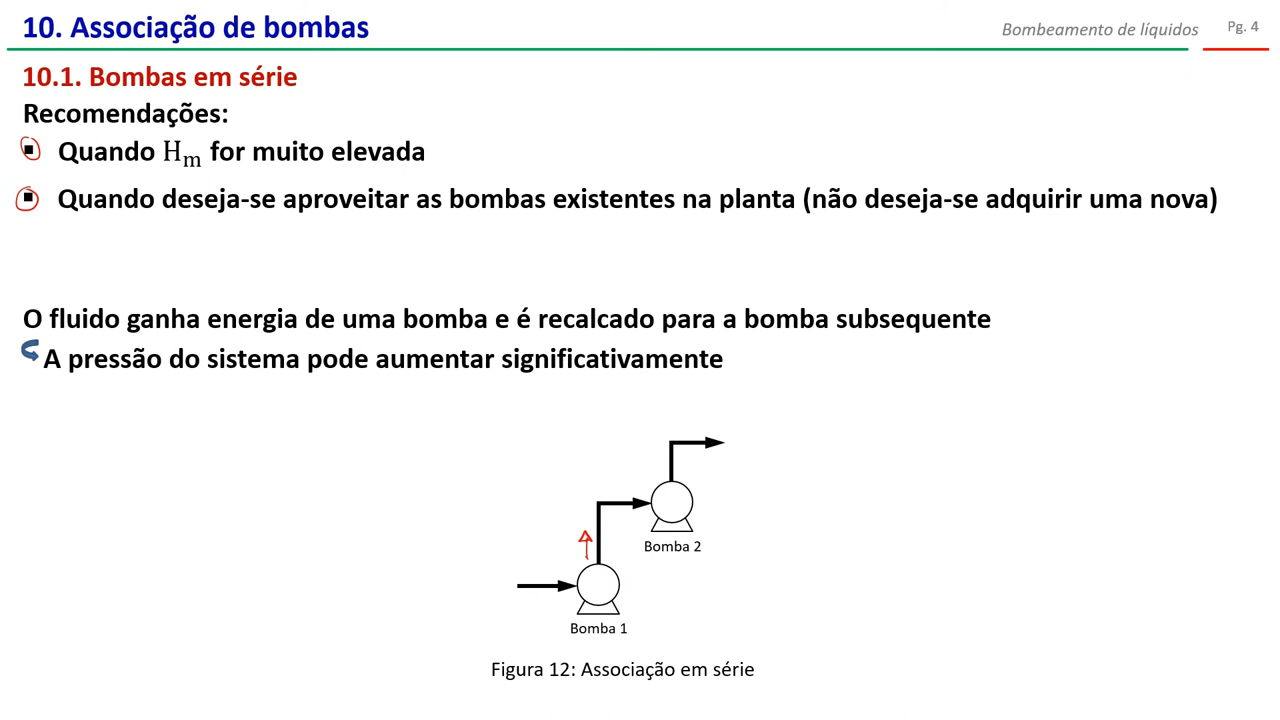 10. Associação de bombas
Bombeamento de líquidos
Pg. 4
10.1. Bombas em série
Recomendações:
▪ Quando Hm for muito elevada
▪ Quando deseja-se aproveitar as bombas existentes na planta (não deseja-se adquirir uma nova)
O fluido ganha energia de uma bomba e é recalcado para a bomba subsequente
A pressão do sistema pode aumentar significativamente
Bomba 2
Bomba 1
Figura 12: Associação em série